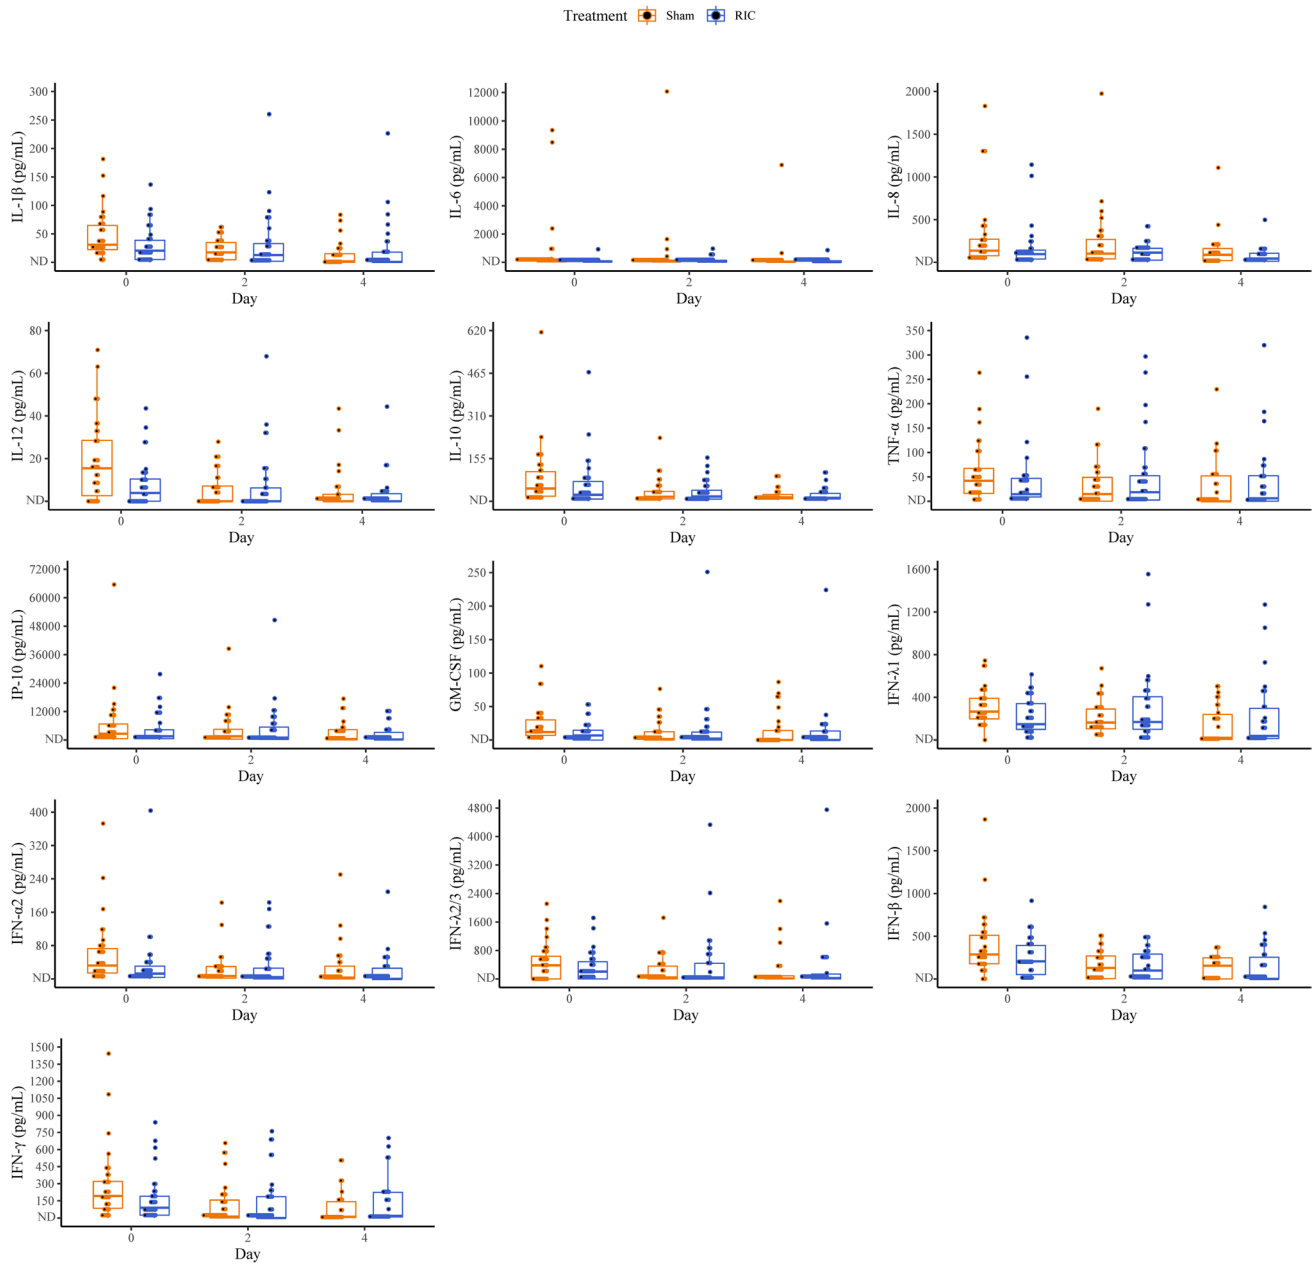 Treatment Sham RIC
IL-1β (pg/mL)
300
250
200
150
100
50
ND
0 2 4
Day
IL-6 (pg/mL)
12000
10000
8000
6000
4000
2000
ND
0 2 4
Day
IL-8 (pg/mL)
2000
1500
1000
500
ND
0 2 4
Day
IL-12 (pg/mL)
80
60
40
20
ND
0 2 4
Day
IL-10 (pg/mL)
620
465
310
155
ND
0 2 4
Day
TNF-α (pg/mL)
350
300
250
200
150
100
50
ND
0 2 4
Day
IP-10 (pg/mL)
72000
60000
48000
36000
24000
12000
ND
0 2 4
Day
GM-CSF (pg/mL)
250
200
150
100
50
ND
0 2 4
Day
IFN-λ1 (pg/mL)
1600
1200
800
400
ND
0 2 4
Day
IFN-α2 (pg/mL)
400
320
240
160
80
ND
0 2 4
Day
IFN-λ2/3 (pg/mL)
4800
4000
3200
2400
1600
800
ND
0 2 4
Day
IFN-β (pg/mL)
2000
1500
1000
500
ND
0 2 4
Day
IFN-γ (pg/mL)
1500
1350
1200
1050
900
750
600
450
300
150
ND
0 2 4
Day